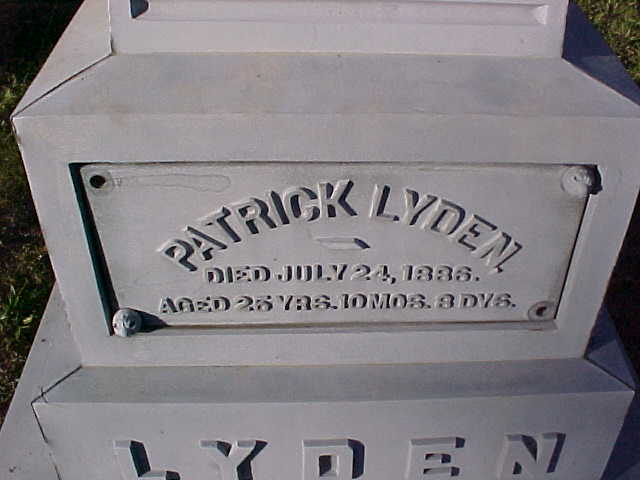 PATRICK LYDEN.
DIED JULY 24, 1886.
AGED 25 YRS. 10 MOS. 8 DYS.
LYDEN